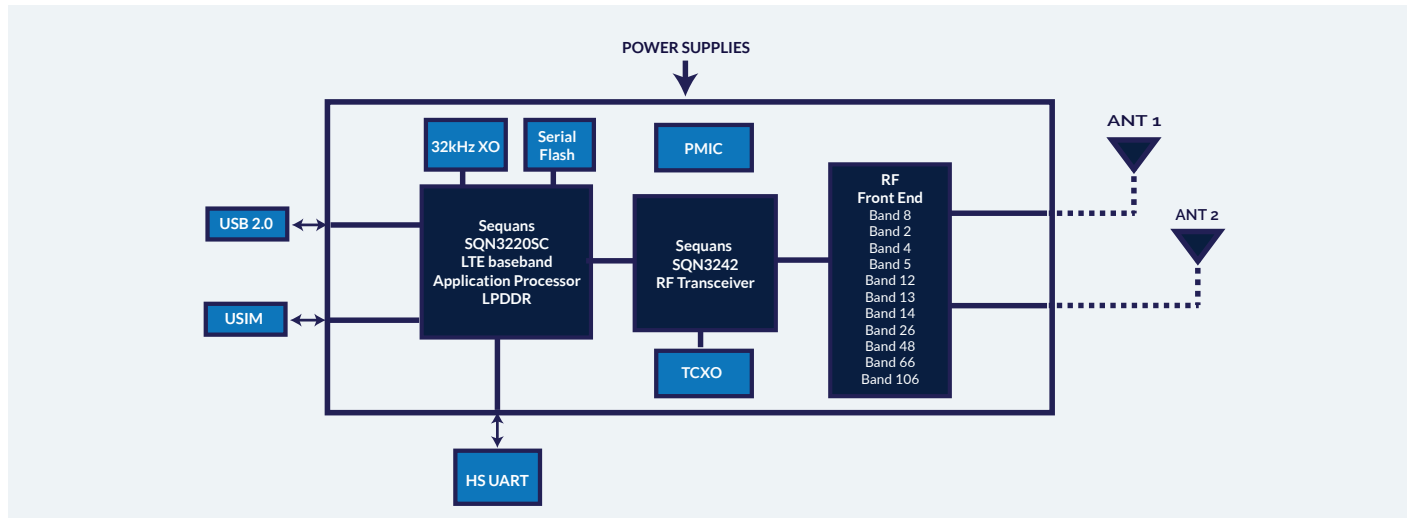 POWER SUPPLIES
ANT 1
ANT 2
32kHz XO
Serial
Flash
PMIC
USB 2.0
USIM
Sequans
SQN3220SC
LTE baseband
Application Processor
LPDDR
Sequans
SQN3242
RF Transceiver
TCXO
RF
Front End
Band 8
Band 2
Band 4
Band 5
Band 12
Band 13
Band 14
Band 26
Band 48
Band 66
Band 106
HS UART